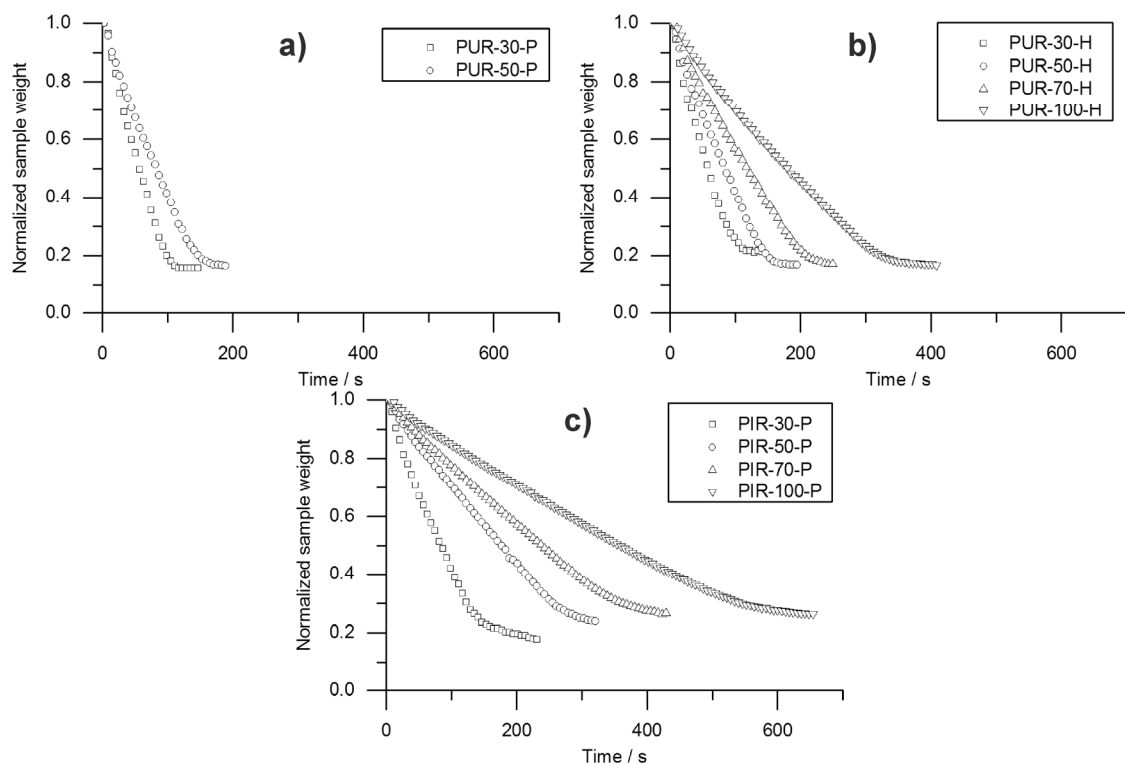 a)
PUR-30-P
PUR-50-P
1.0
0.8
0.6
0.4
0.2
0.0
Normalized sample weight
0 200 400 600
Time / s
b)
PUR-30-H
PUR-50-H
PUR-70-H
PUR-100-H
1.0
0.8
0.6
0.4
0.2
0.0
Normalized sample weight
0 200 400 600
Time / s
c)
PIR-30-P
PIR-50-P
PIR-70-P
PIR-100-P
1.0
0.8
0.6
0.4
0.2
0.0
Normalized sample weight
0 200 400 600
Time / s